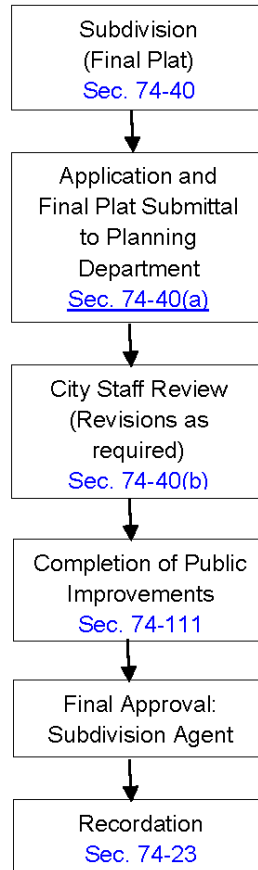 Subdivision
(Final Plat)
Sec. 74-40
Application and
Final Plat Submittal
to Planning
Department
Sec. 74-40(a)
City Staff Review
(Revisions as
required)
Sec. 74-40(b)
Completion of Public
Improvements
Sec. 74-111
Final Approval:
Subdivision Agent
Recordation
Sec. 74-23